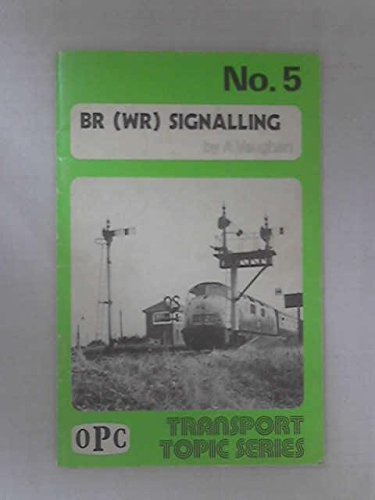 No. 5
BR (WR) SIGNALLING
by A Vaughan
OPC
TRANSPORT
TOPIC SERIES